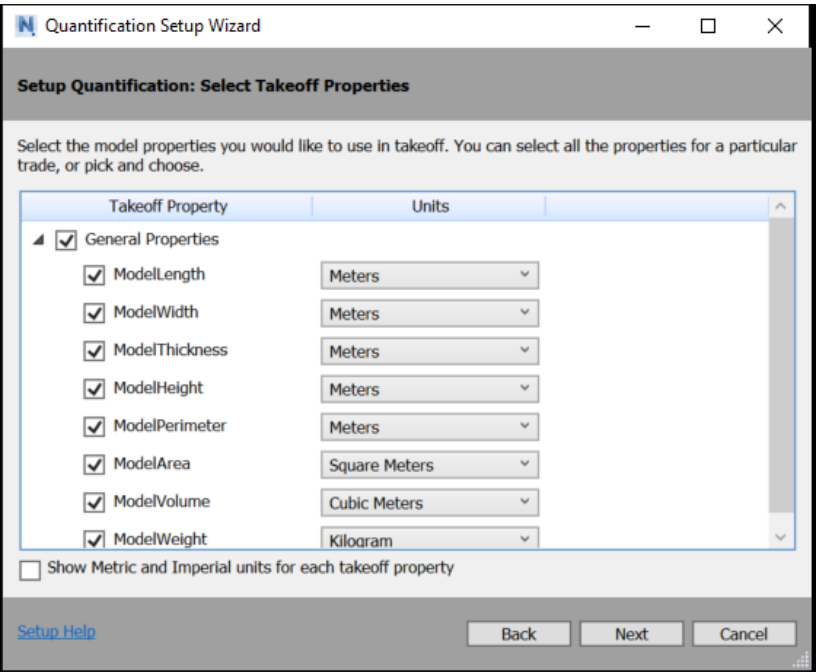 Quantification Setup Wizard
Setup Quantification: Select Takeoff Properties
Select the model properties you would like to use in takeoff. You can select all the properties for a particular
trade, or pick and choose.
Takeoff Property Units
General Properties
ModelLength Meters
ModelWidth Meters
ModelThickness Meters
ModelHeight Meters
ModelPerimeter Meters
ModelArea Square Meters
ModelVolume Cubic Meters
ModelWeight Kilogram
Show Metric and Imperial units for each takeoff property
Setup Help Back Next Cancel